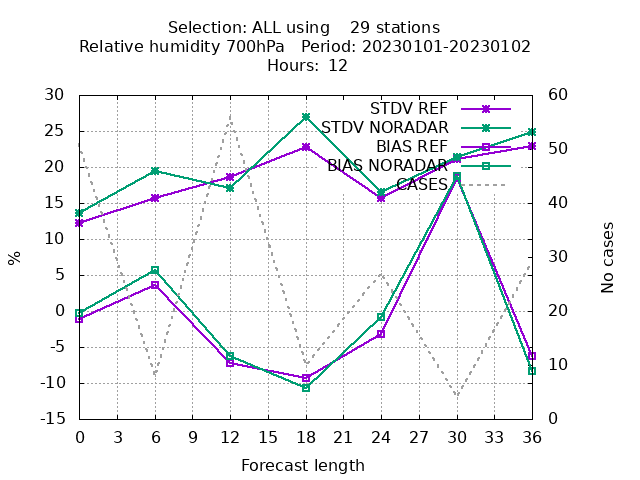 Selection: ALL using    29 stations
Relative humidity 700hPa   Period: 20230101-20230102
Hours:  12
30
25
20
15
10
5
0
-5
-10
-15
%
STDV REF
STDV NORADAR
BIAS REF
BIAS NORADAR
CASES
60
50
40
30
20
10
0
No cases
0 3 6 9 12 15 18 21 24 27 30 33 36
Forecast length